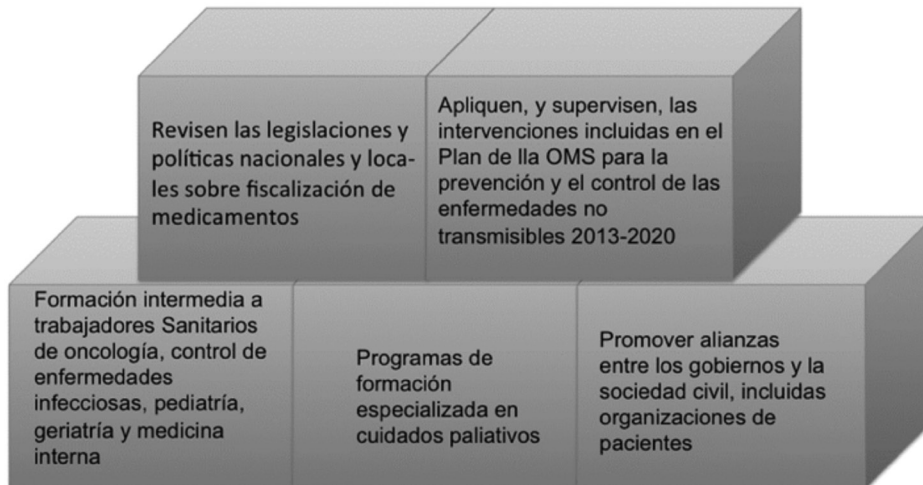 Revisen las legislaciones y
políticas nacionales y loca-
les sobre fiscalización de
medicamentos
Apliquen, y supervisen, las
intervenciones incluidas en el
Plan de lla OMS para la
prevención y el control de las
enfermedades no
transmisibles 2013-2020
Formación intermedia a
trabajadores Sanitarios
de oncología, control de
enfermedades
infecciosas, pediatría,
geriatría y medicina
interna
Programas de
formación
especializada en
cuidados paliativos
Promover alianzas
entre los gobiernos y la
sociedad civil, incluidas
organizaciones de
pacientes